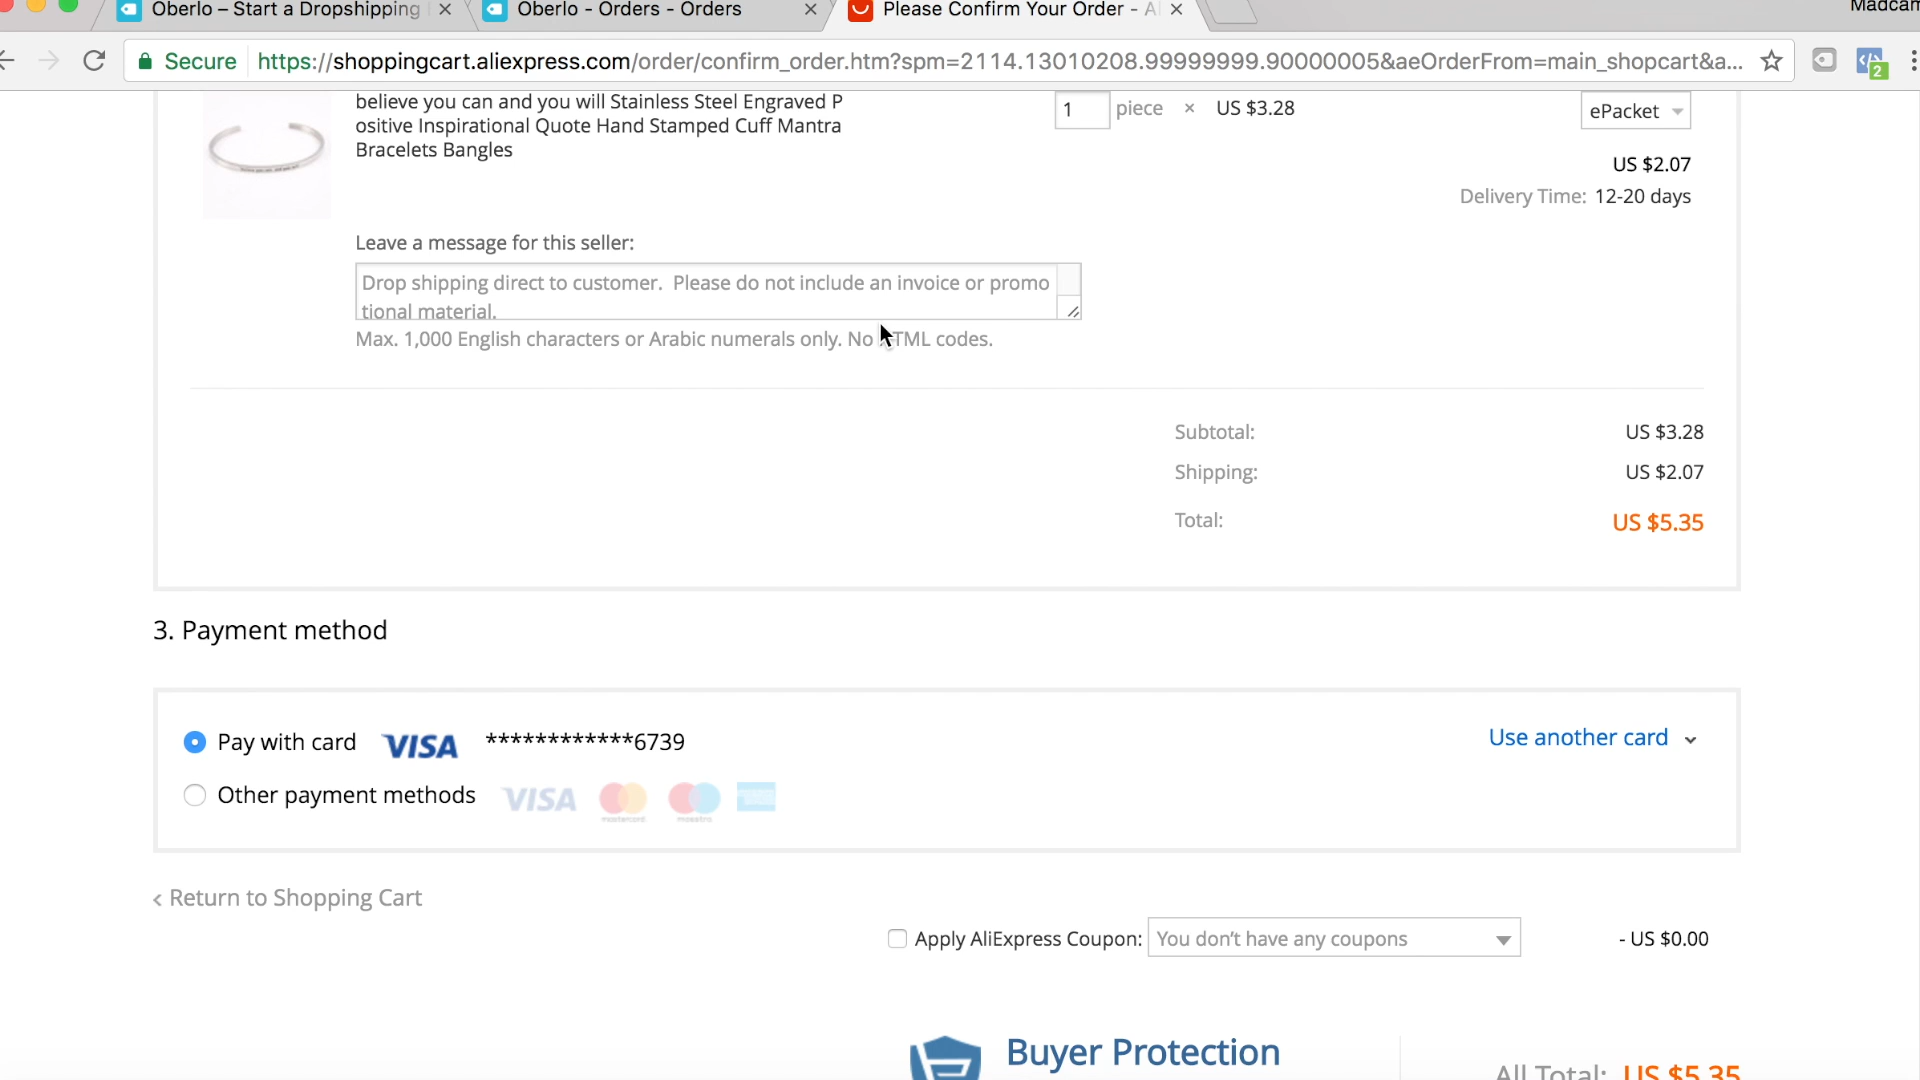 Oberlo – Start a Dropshipping
Oberlo - Orders - Orders
Please Confirm Your Order - A
Madcam
Secure
https://shoppingcart.aliexpress.com/order/confirm_order.htm?spm=2114.13010208.99999999.90000005&aeOrderFrom=main_shopcart&a...
2
believe you can and you will Stainless Steel Engraved P
ositive Inspirational Quote Hand Stamped Cuff Mantra
Bracelets Bangles
1 piece × US $3.28
ePacket
US $2.07
Delivery Time: 12-20 days
Leave a message for this seller:
Drop shipping direct to customer. Please do not include an invoice or promo
tional material.
Max. 1,000 English characters or Arabic numerals only. No HTML codes.
Subtotal: US $3.28
Shipping: US $2.07
Total: US $5.35
3. Payment method
Pay with card VISA ************6739
Use another card
Other payment methods VISA mastercard maestro
< Return to Shopping Cart
Apply AliExpress Coupon: You don't have any coupons - US $0.00
Buyer Protection
All Total: US $5.35